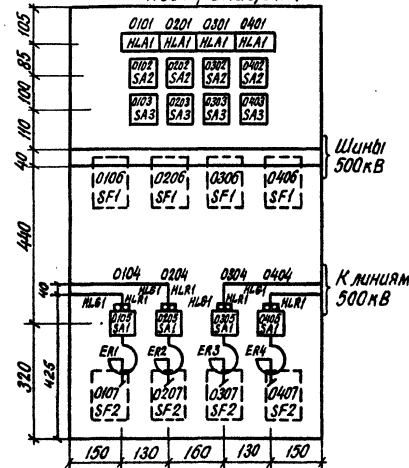 0101 0201 0301 0401
HLA1 HLA1 HLA1 HLA1
0102 0202 0302 0402
SA2 SA2 SA2 SA2
0103 0203 0303 0403
SA3 SA3 SA3 SA3
Шины
500кВ
0106 0206 0306 0406
SF1 SF1 SF1 SF1
0104 0204 0304 0404
К линиям
500кВ
HLG1 HLR1 HLG1 HLR1 HLG1 HLR1 HLG1 HLR1
0105 0205 0305 0405
SA1 SA1 SA1 SA1
ER1 ER2 ER3 ER4
0107 0207 0307 0407
SF2 SF2 SF2 SF2
105
85
100
110
40
440
40
320
425
150 130 160 130 150